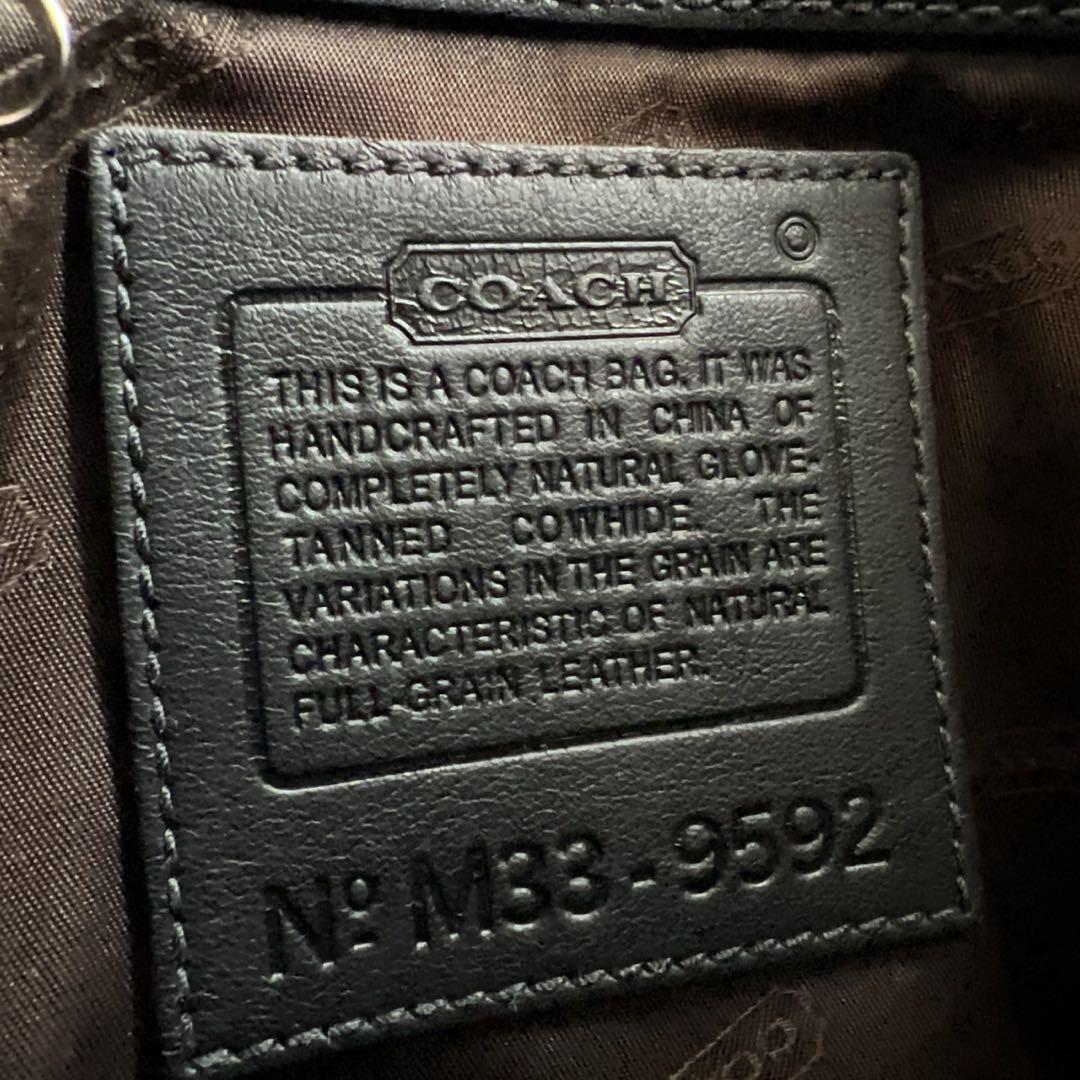 COACH
THIS IS A COACH BAG. IT WAS
HANDCRAFTED IN CHINA OF
COMPLETELY NATURAL GLOVE-
TANNED COWHIDE. THE
VARIATIONS IN THE GRAIN ARE
CHARACTERISTIC OF NATURAL
FULL-GRAIN LEATHER.
Nº M33-9592